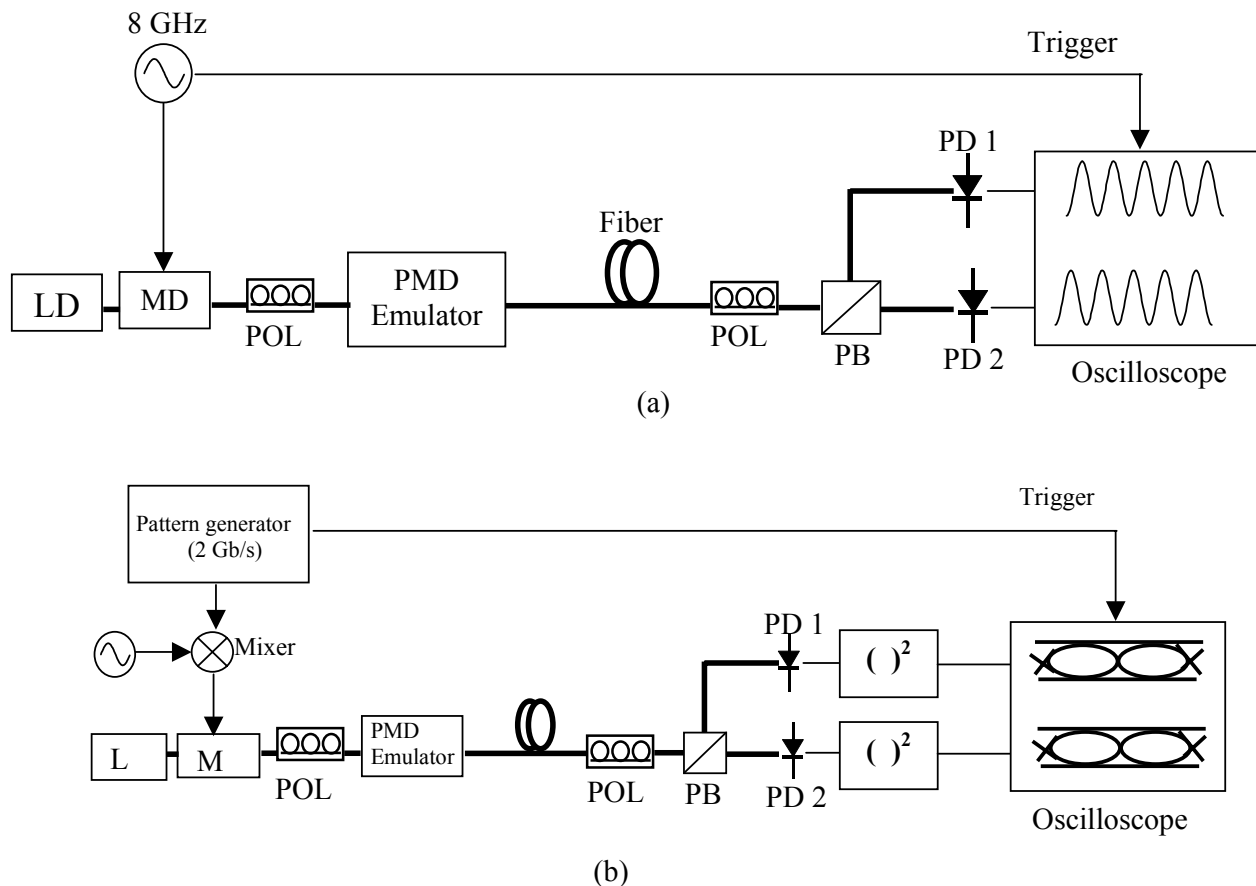 8 GHz
Trigger
PD 1
Fiber
LD
MD
PMD
Emulator
POL
POL
PB
PD 2
Oscilloscope
(a)
Pattern generator
(2 Gb/s)
Trigger
Mixer
PD 1
( )²
L
M
PMD
Emulator
( )²
POL
POL
PB
PD 2
Oscilloscope
(b)